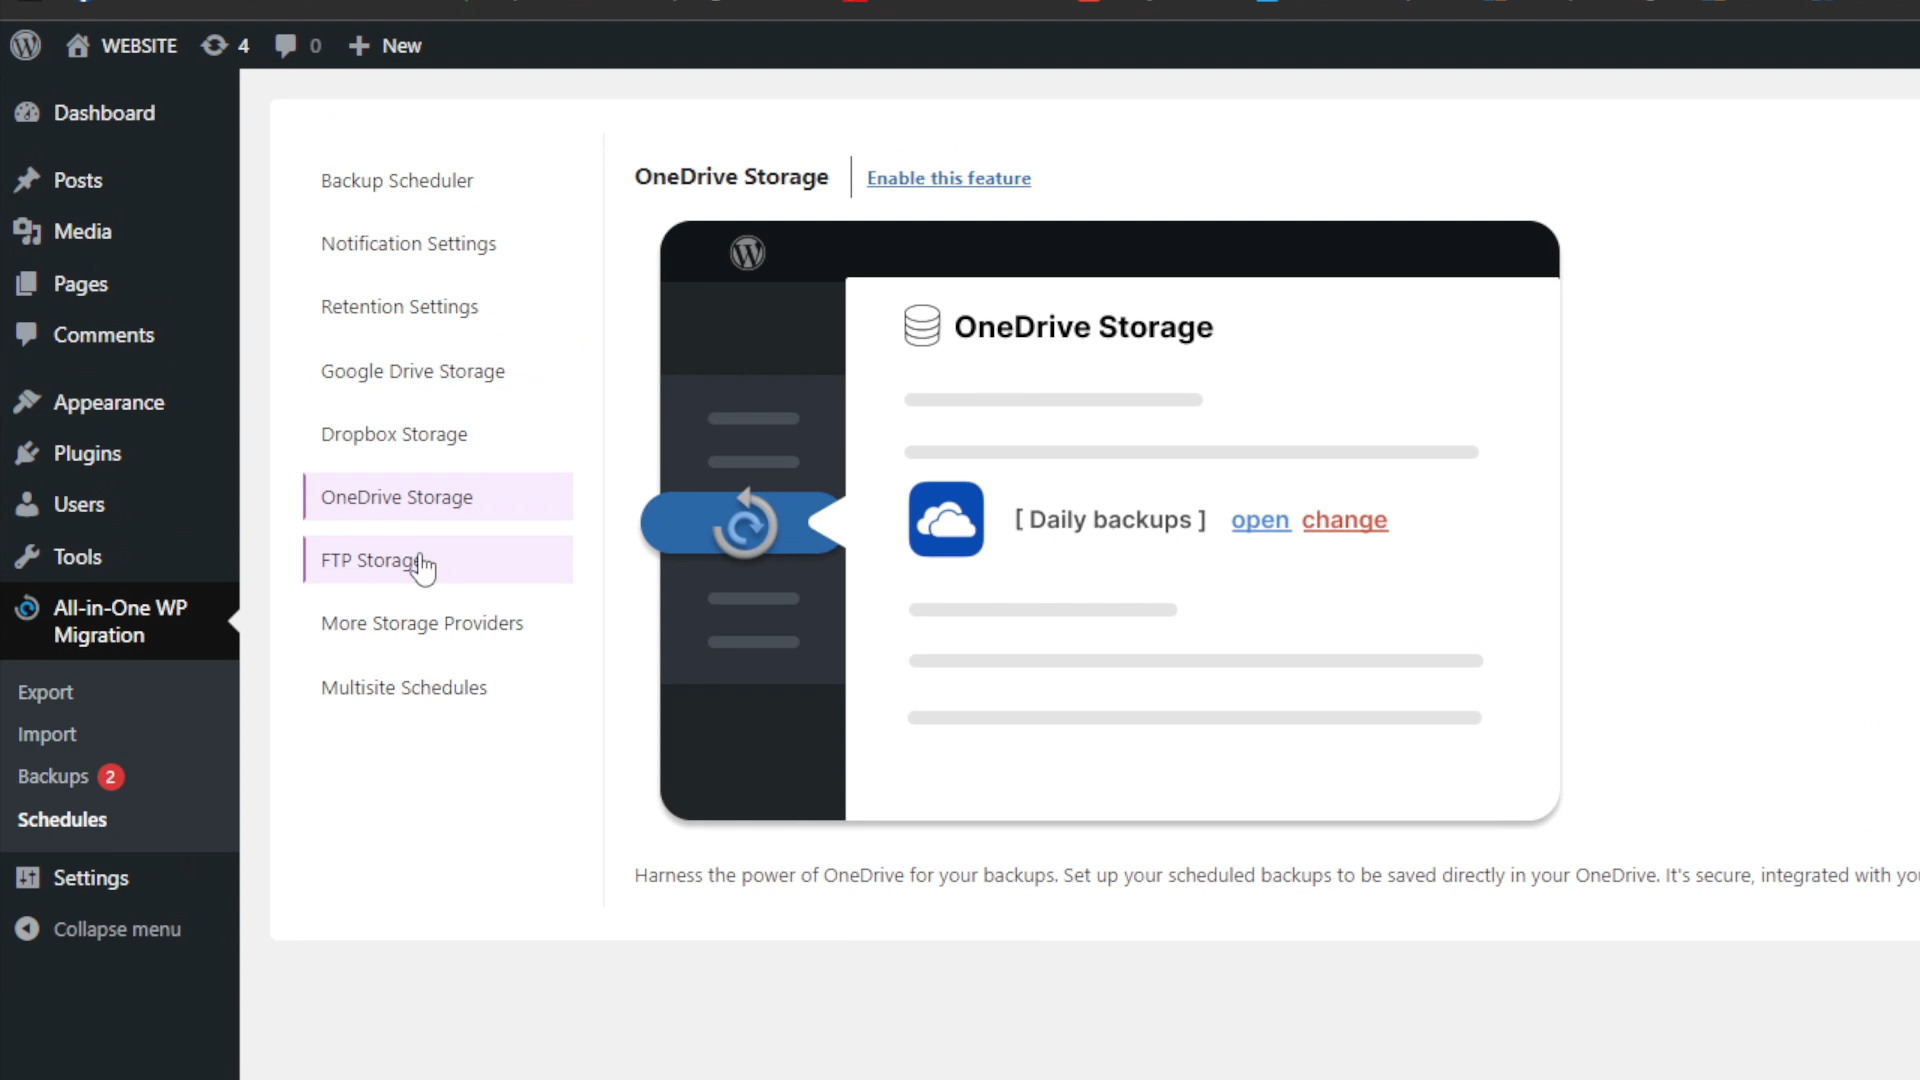 WEBSITE 4 0 New
Dashboard
Posts
Media
Pages
Comments
Appearance
Plugins
Users
Tools
All-in-One WP
Migration
Export
Import
Backups 2
Schedules
Settings
Collapse menu
Backup Scheduler
Notification Settings
Retention Settings
Google Drive Storage
Dropbox Storage
OneDrive Storage
FTP Storage
More Storage Providers
Multisite Schedules
OneDrive Storage Enable this feature
OneDrive Storage
[ Daily backups ] open change
Harness the power of OneDrive for your backups. Set up your scheduled backups to be saved directly in your OneDrive. It's secure, integrated with